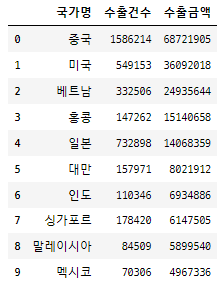 국가명 수출건수 수출금액
0 중국 1586214 68721905
1 미국 549153 36092018
2 베트남 332506 24935644
3 홍콩 147262 15140658
4 일본 732898 14068359
5 대만 157971 8021912
6 인도 110346 6934886
7 싱가포르 178420 6147505
8 말레이시아 84509 5899540
9 멕시코 70306 4967336